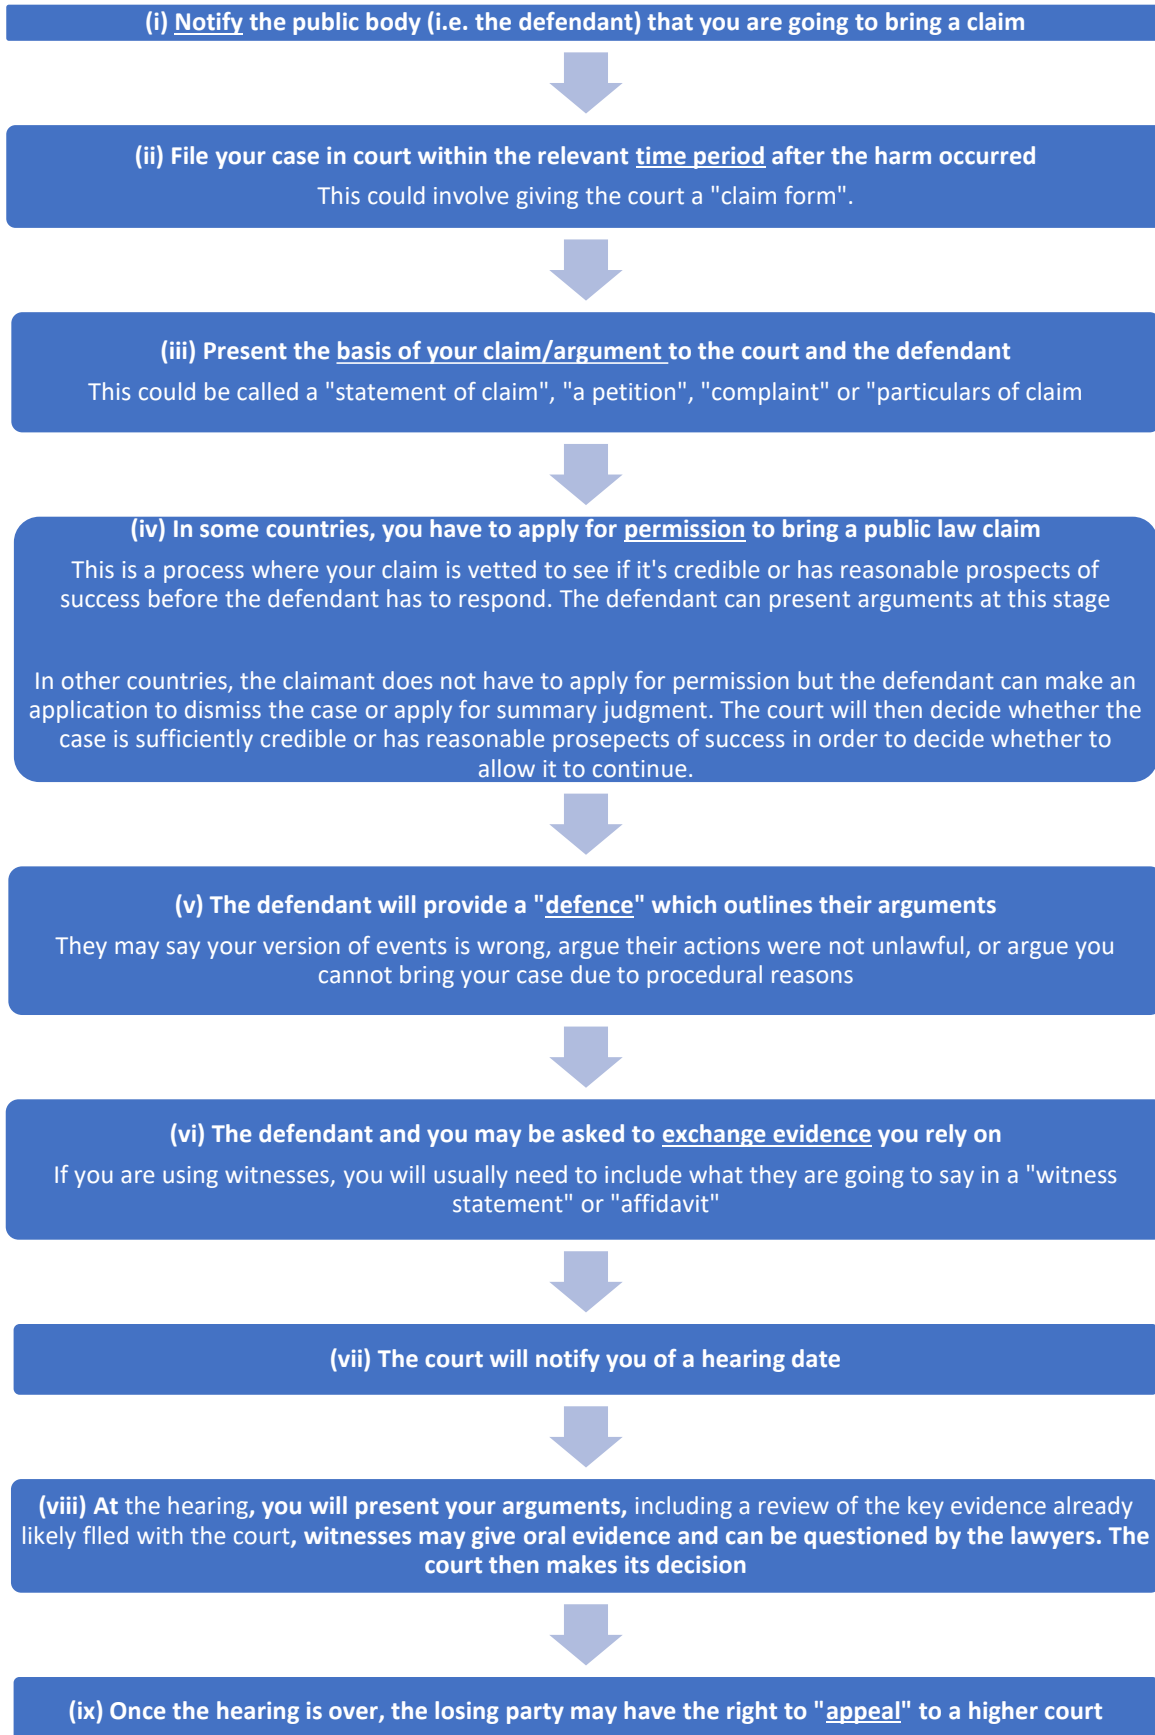 (i) Notify the public body (i.e. the defendant) that you are going to bring a claim
(ii) File your case in court within the relevant time period after the harm occurred
This could involve giving the court a "claim form".
(iii) Present the basis of your claim/argument to the court and the defendant
This could be called a "statement of claim", "a petition", "complaint" or "particulars of claim
(iv) In some countries, you have to apply for permission to bring a public law claim
This is a process where your claim is vetted to see if it's credible or has reasonable prospects of
success before the defendant has to respond. The defendant can present arguments at this stage
In other countries, the claimant does not have to apply for permission but the defendant can make an
application to dismiss the case or apply for summary judgment. The court will then decide whether the
case is sufficiently credible or has reasonable prosepects of success in order to decide whether to
allow it to continue.
(v) The defendant will provide a "defence" which outlines their arguments
They may say your version of events is wrong, argue their actions were not unlawful, or argue you
cannot bring your case due to procedural reasons
(vi) The defendant and you may be asked to exchange evidence you rely on
If you are using witnesses, you will usually need to include what they are going to say in a "witness
statement" or "affidavit"
(vii) The court will notify you of a hearing date
(viii) At the hearing, you will present your arguments, including a review of the key evidence already
likely flled with the court, witnesses may give oral evidence and can be questioned by the lawyers. The
court then makes its decision
(ix) Once the hearing is over, the losing party may have the right to "appeal" to a higher court